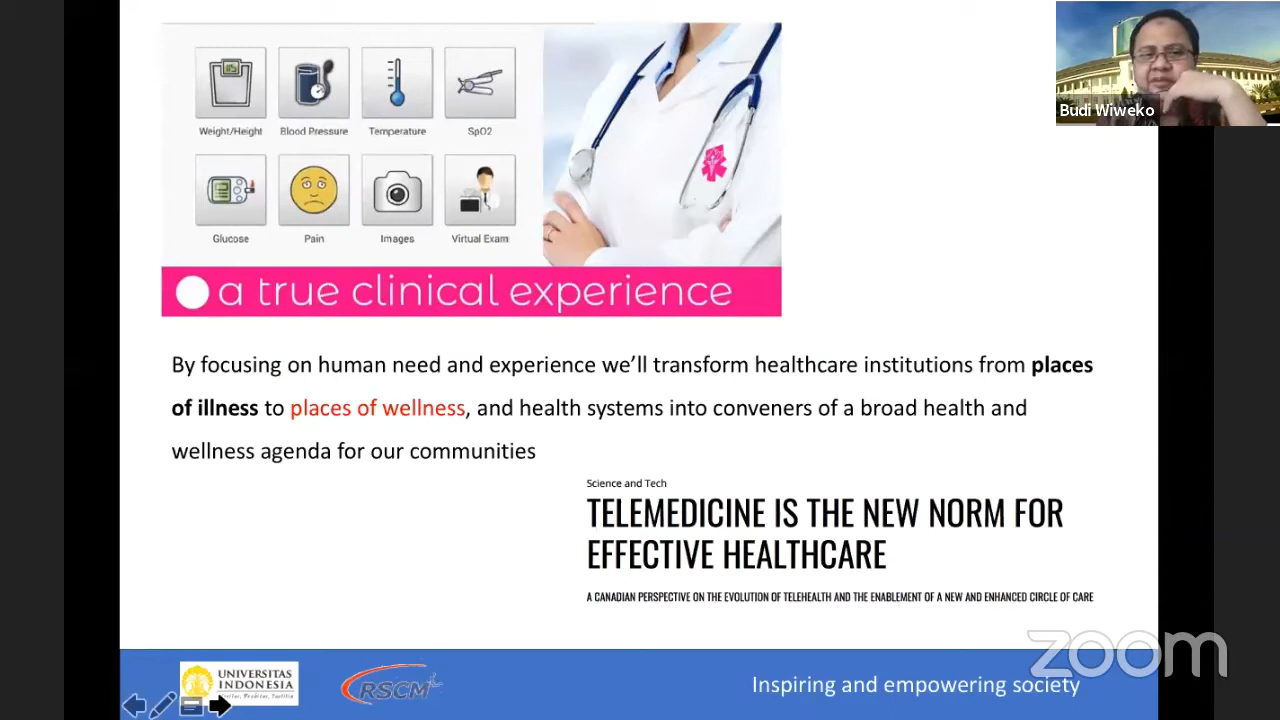 Weight/Height
Blood Pressure
Temperature
SpO2
Glucose
Pain
Images
Virtual Exam
a true clinical experience
Budi Wiweko
By focusing on human need and experience we'll transform healthcare institutions from places
of illness to places of wellness, and health systems into conveners of a broad health and
wellness agenda for our communities
Science and Tech
TELEMEDICINE IS THE NEW NORM FOR
EFFECTIVE HEALTHCARE
A CANADIAN PERSPECTIVE ON THE EVOLUTION OF TELEHEALTH AND THE ENABLEMENT OF A NEW AND ENHANCED CIRCLE OF CARE
zoom
UNIVERSITAS
INDONESIA
RSCM
Inspiring and empowering society